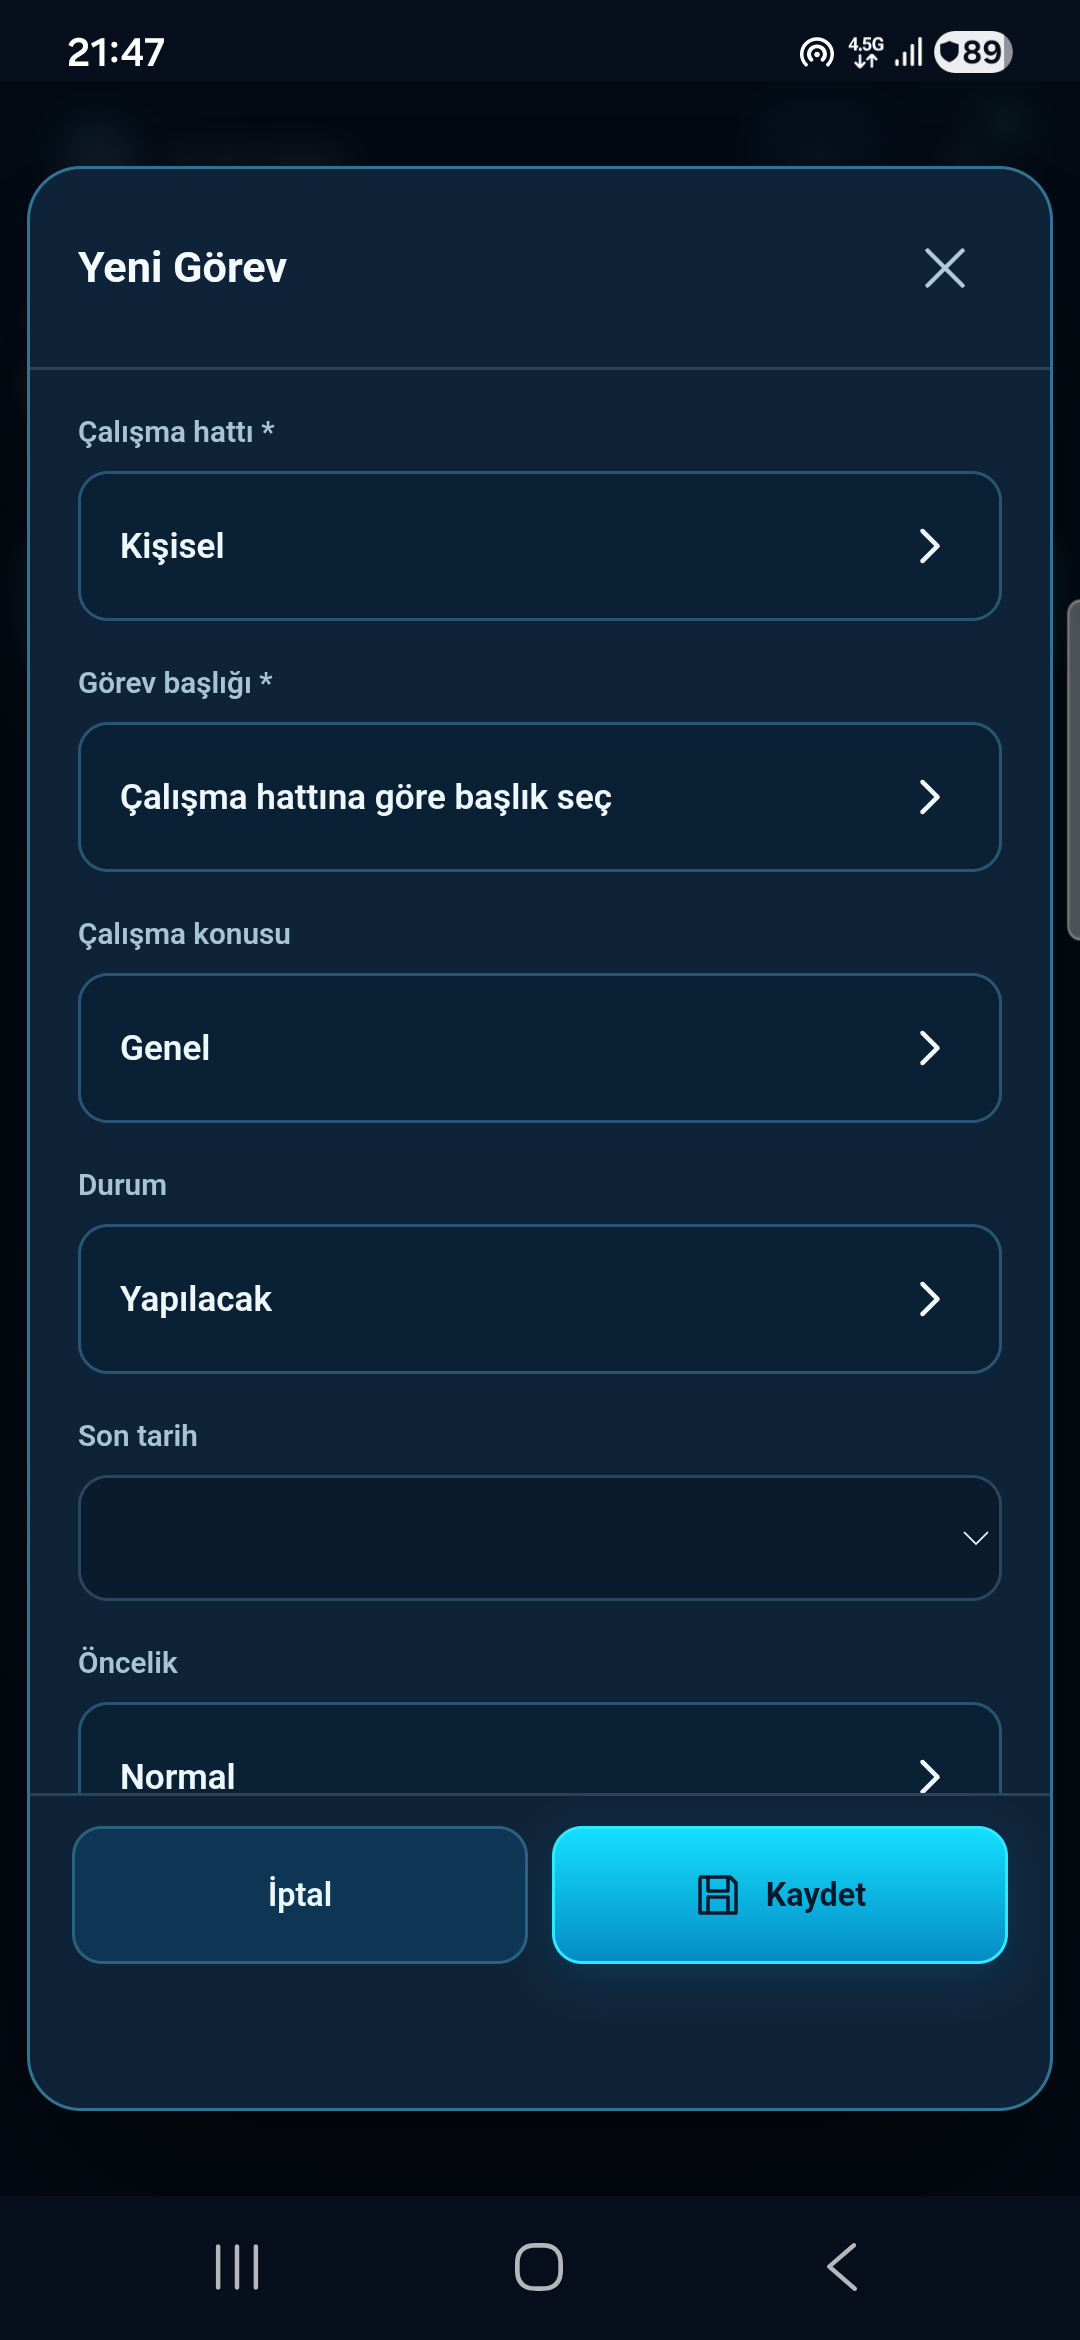 21:47
4.5G
89
Yeni Görev
Çalışma hattı *
Kişisel
Görev başlığı *
Çalışma hattına göre başlık seç
Çalışma konusu
Genel
Durum
Yapılacak
Son tarih
Öncelik
Normal
İptal
Kaydet